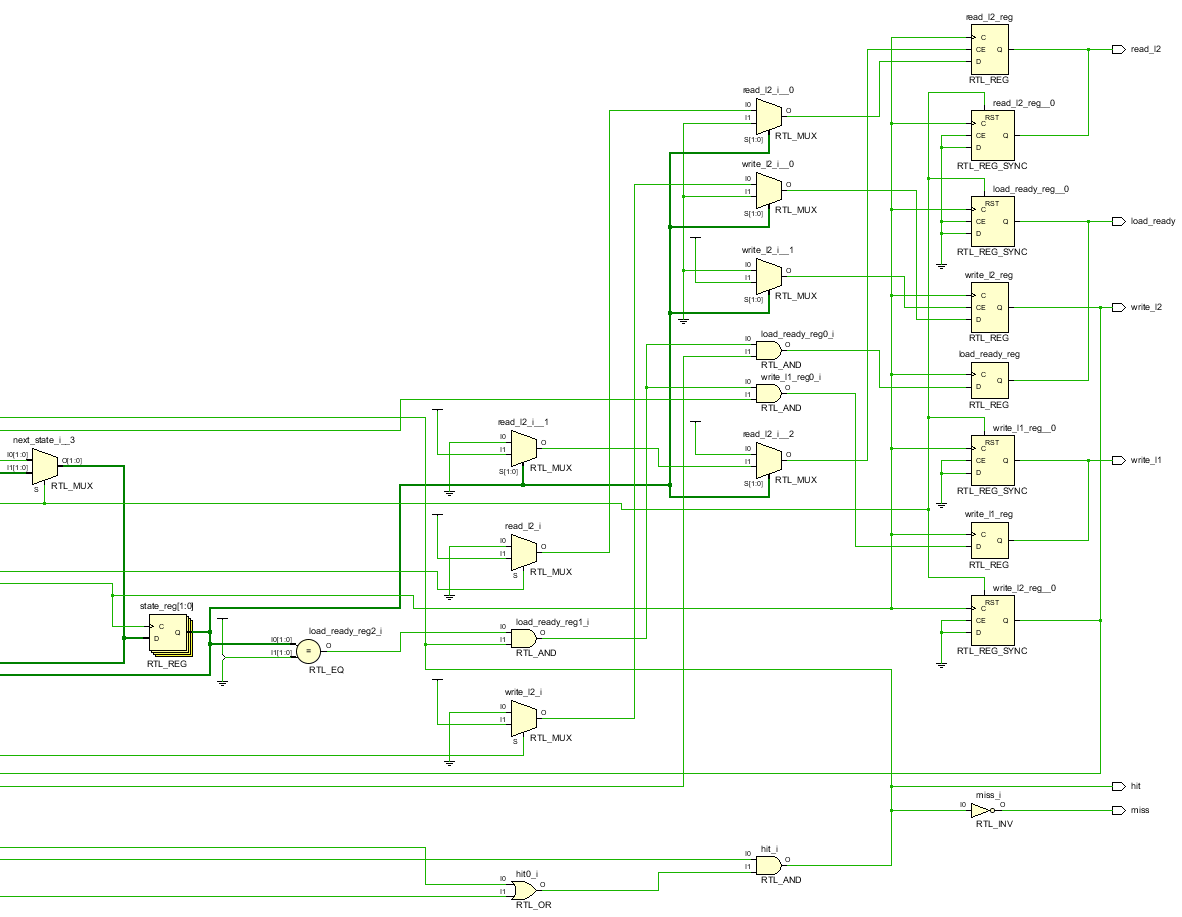 read_l2_reg
C
CE
Q
D
RTL_REG
read_l2
read_l2_i__0
I0
O
I1
S[1:0]
RTL_MUX
read_l2_reg__0
RST
C
CE
Q
D
RTL_REG_SYNC
write_l2_i__0
I0
O
I1
S[1:0]
RTL_MUX
load_ready_reg__0
RST
C
CE
Q
D
RTL_REG_SYNC
load_ready
write_l2_i__1
I0
O
I1
S[1:0]
RTL_MUX
write_l2_reg
C
CE
Q
D
RTL_REG
write_l2
load_ready_reg0_i
I0
O
I1
RTL_AND
load_ready_reg
C
Q
D
RTL_REG
write_l1_reg0_i
I0
O
I1
RTL_AND
next_state_i__3
I0[1:0]
O[1:0]
I1[1:0]
S
RTL_MUX
read_l2_i__1
I0
O
I1
S[1:0]
RTL_MUX
read_l2_i__2
I0
O
I1
S[1:0]
RTL_MUX
write_l1_reg__0
RST
C
CE
Q
D
RTL_REG_SYNC
write_l1
read_l2_i
I0
O
I1
S
RTL_MUX
write_l1_reg
C
Q
D
RTL_REG
state_reg[1:0]
C
Q
D
RTL_REG
load_ready_reg2_i
I0[1:0]
O
I1[1:0]
=
RTL_EQ
load_ready_reg1_i
I0
O
I1
RTL_AND
write_l2_reg__0
RST
C
CE
Q
D
RTL_REG_SYNC
write_l2_i
I0
O
I1
S
RTL_MUX
hit
miss_i
I0
O
RTL_INV
miss
hit_i
I0
O
I1
RTL_AND
hit0_i
I0
O
I1
RTL_OR